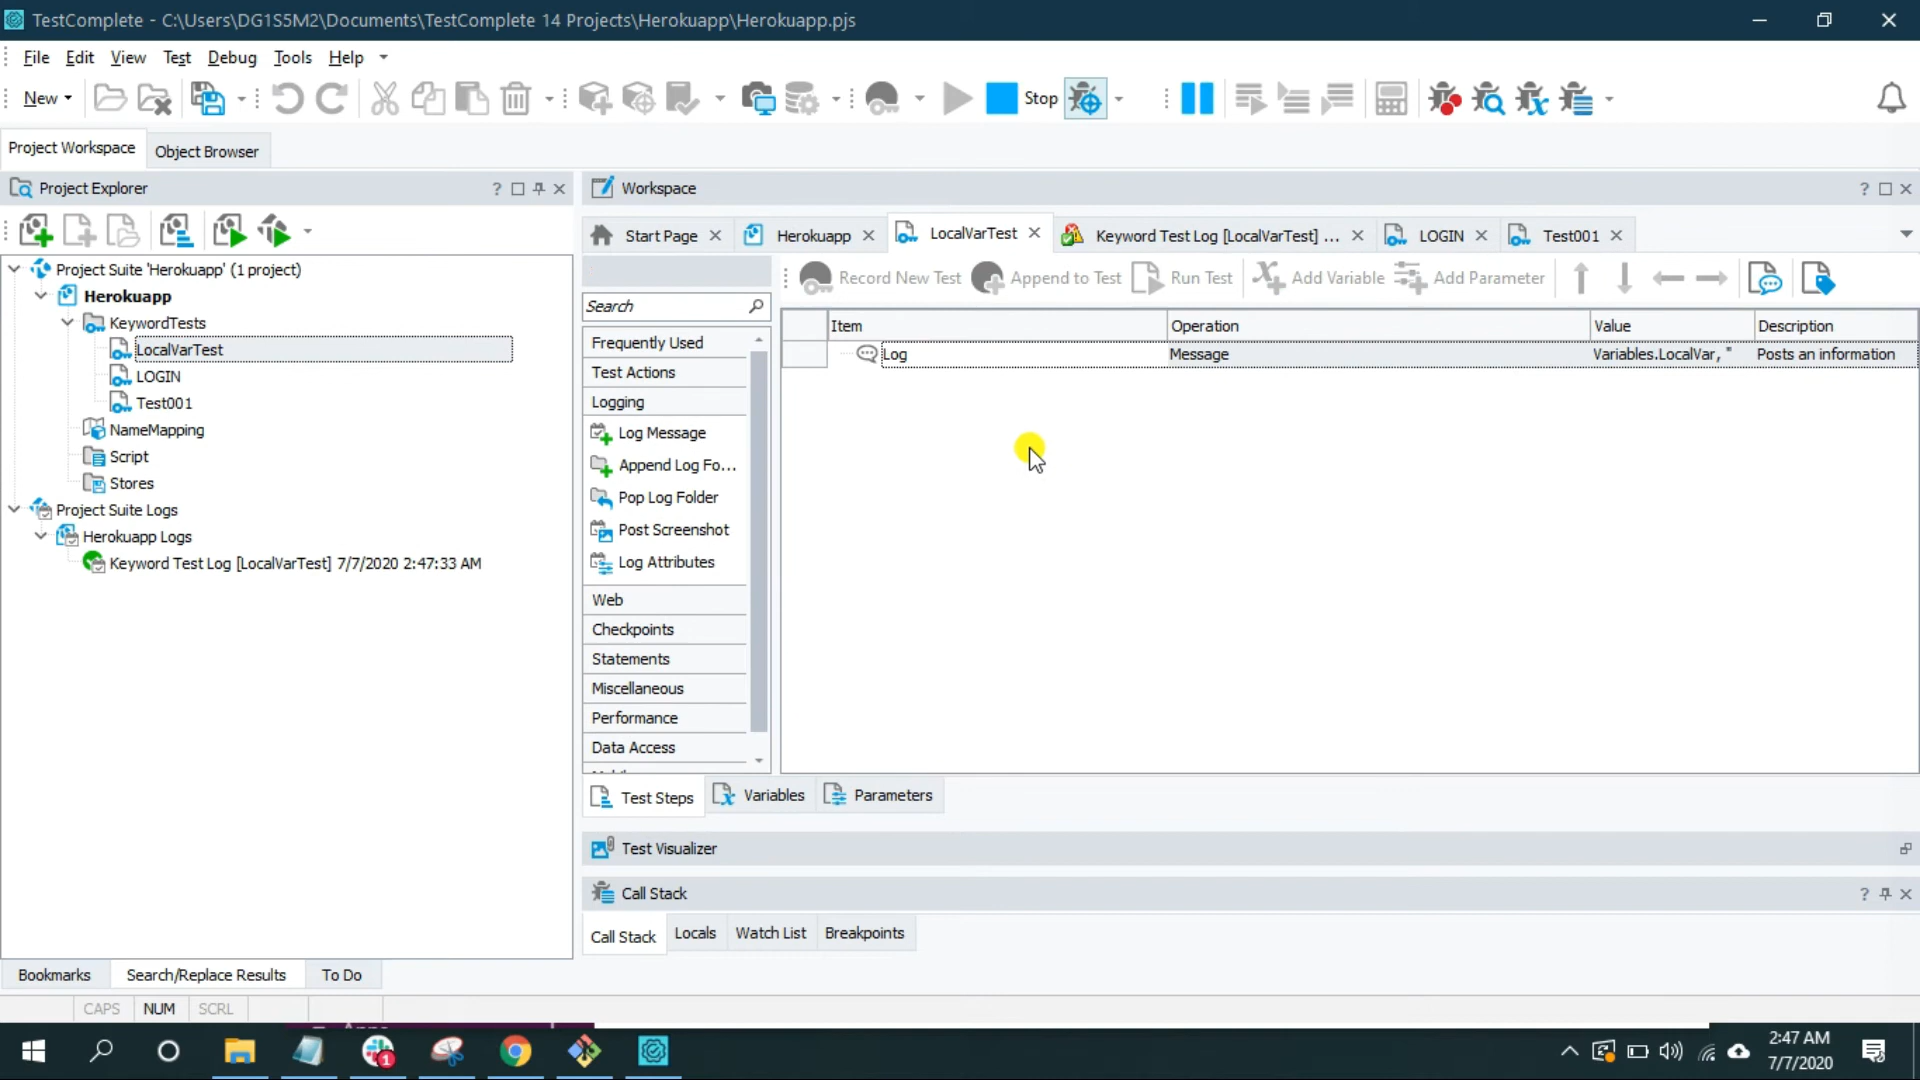 TestComplete - C:\Users\DG1S5M2\Documents\TestComplete 14 Projects\Herokuapp\Herokuapp.pjs
File Edit View Test Debug Tools Help
New Stop
Project Workspace Object Browser
Project Explorer
Workspace
Start Page Herokuapp LocalVarTest Keyword Test Log [LocalVarTest] ... LOGIN Test001
Record New Test Append to Test Run Test Add Variable Add Parameter
Project Suite 'Herokuapp' (1 project)
Herokuapp
KeywordTests
LocalVarTest
LOGIN
Test001
NameMapping
Script
Stores
Project Suite Logs
Herokuapp Logs
Keyword Test Log [LocalVarTest] 7/7/2020 2:47:33 AM
Search
Frequently Used
Test Actions
Logging
Log Message
Append Log Fo...
Pop Log Folder
Post Screenshot
Log Attributes
Web
Checkpoints
Statements
Miscellaneous
Performance
Data Access
Item Operation Value Description
Log Message Variables.LocalVar, " Posts an information
Test Steps Variables Parameters
Test Visualizer
Call Stack
Call Stack Locals Watch List Breakpoints
Bookmarks Search/Replace Results To Do
CAPS NUM SCRL
1
2:47 AM
7/7/2020